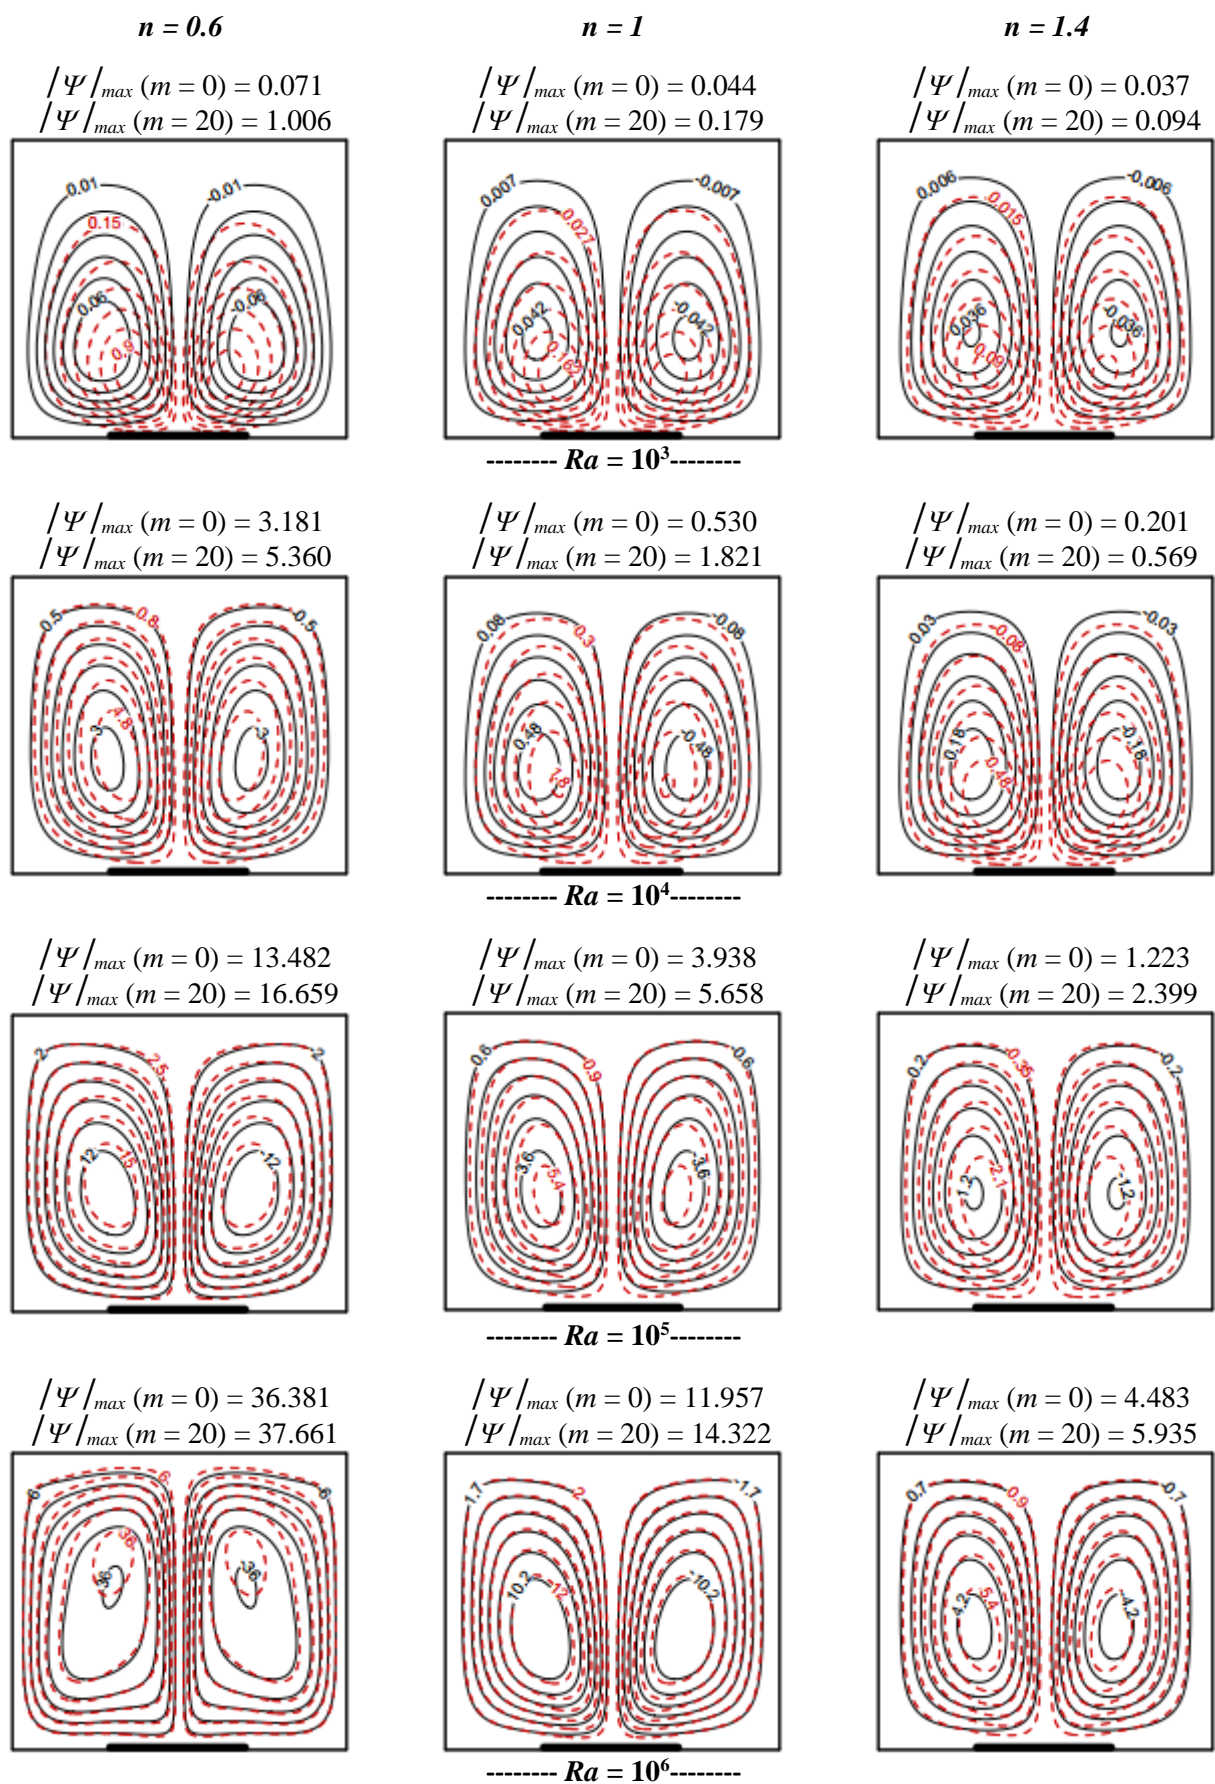 n = 0.6 n = 1 n = 1.4
/Ψ/max (m = 0) = 0.071 /Ψ/max (m = 0) = 0.044 /Ψ/max (m = 0) = 0.037
/Ψ/max (m = 20) = 1.006 /Ψ/max (m = 20) = 0.179 /Ψ/max (m = 20) = 0.094
0.01 -0.01 0.007 -0.007 0.006 -0.006
0.15 0.027 -0.015
0.06 -0.06 0.042 -0.042 0.036 -0.036
0.9 0.162 0.09
-------- Ra = 10³--------
/Ψ/max (m = 0) = 3.181 /Ψ/max (m = 0) = 0.530 /Ψ/max (m = 0) = 0.201
/Ψ/max (m = 20) = 5.360 /Ψ/max (m = 20) = 1.821 /Ψ/max (m = 20) = 0.569
0.5 0.8 -0.5 0.08 0.3 -0.08 0.03 -0.08 -0.03
3 -4.8 -3 0.48 -0.48 0.18 -0.18
1.8 0.48
-------- Ra = 10⁴--------
/Ψ/max (m = 0) = 13.482 /Ψ/max (m = 0) = 3.938 /Ψ/max (m = 0) = 1.223
/Ψ/max (m = 20) = 16.659 /Ψ/max (m = 20) = 5.658 /Ψ/max (m = 20) = 2.399
2 2.5 -2 0.6 0.9 -0.6 0.2 -0.35 -0.2
12 -15 -12 3.6 -5.4 -3.6 1.2 -2.1 -1.2
-------- Ra = 10⁵--------
/Ψ/max (m = 0) = 36.381 /Ψ/max (m = 0) = 11.957 /Ψ/max (m = 0) = 4.483
/Ψ/max (m = 20) = 37.661 /Ψ/max (m = 20) = 14.322 /Ψ/max (m = 20) = 5.935
6 6 -6 1.7 2 -1.7 0.7 -0.9 -0.7
36 36 -36 10.2 -12 -10.2 4.2 -5.4 -4.2
-------- Ra = 10⁶--------